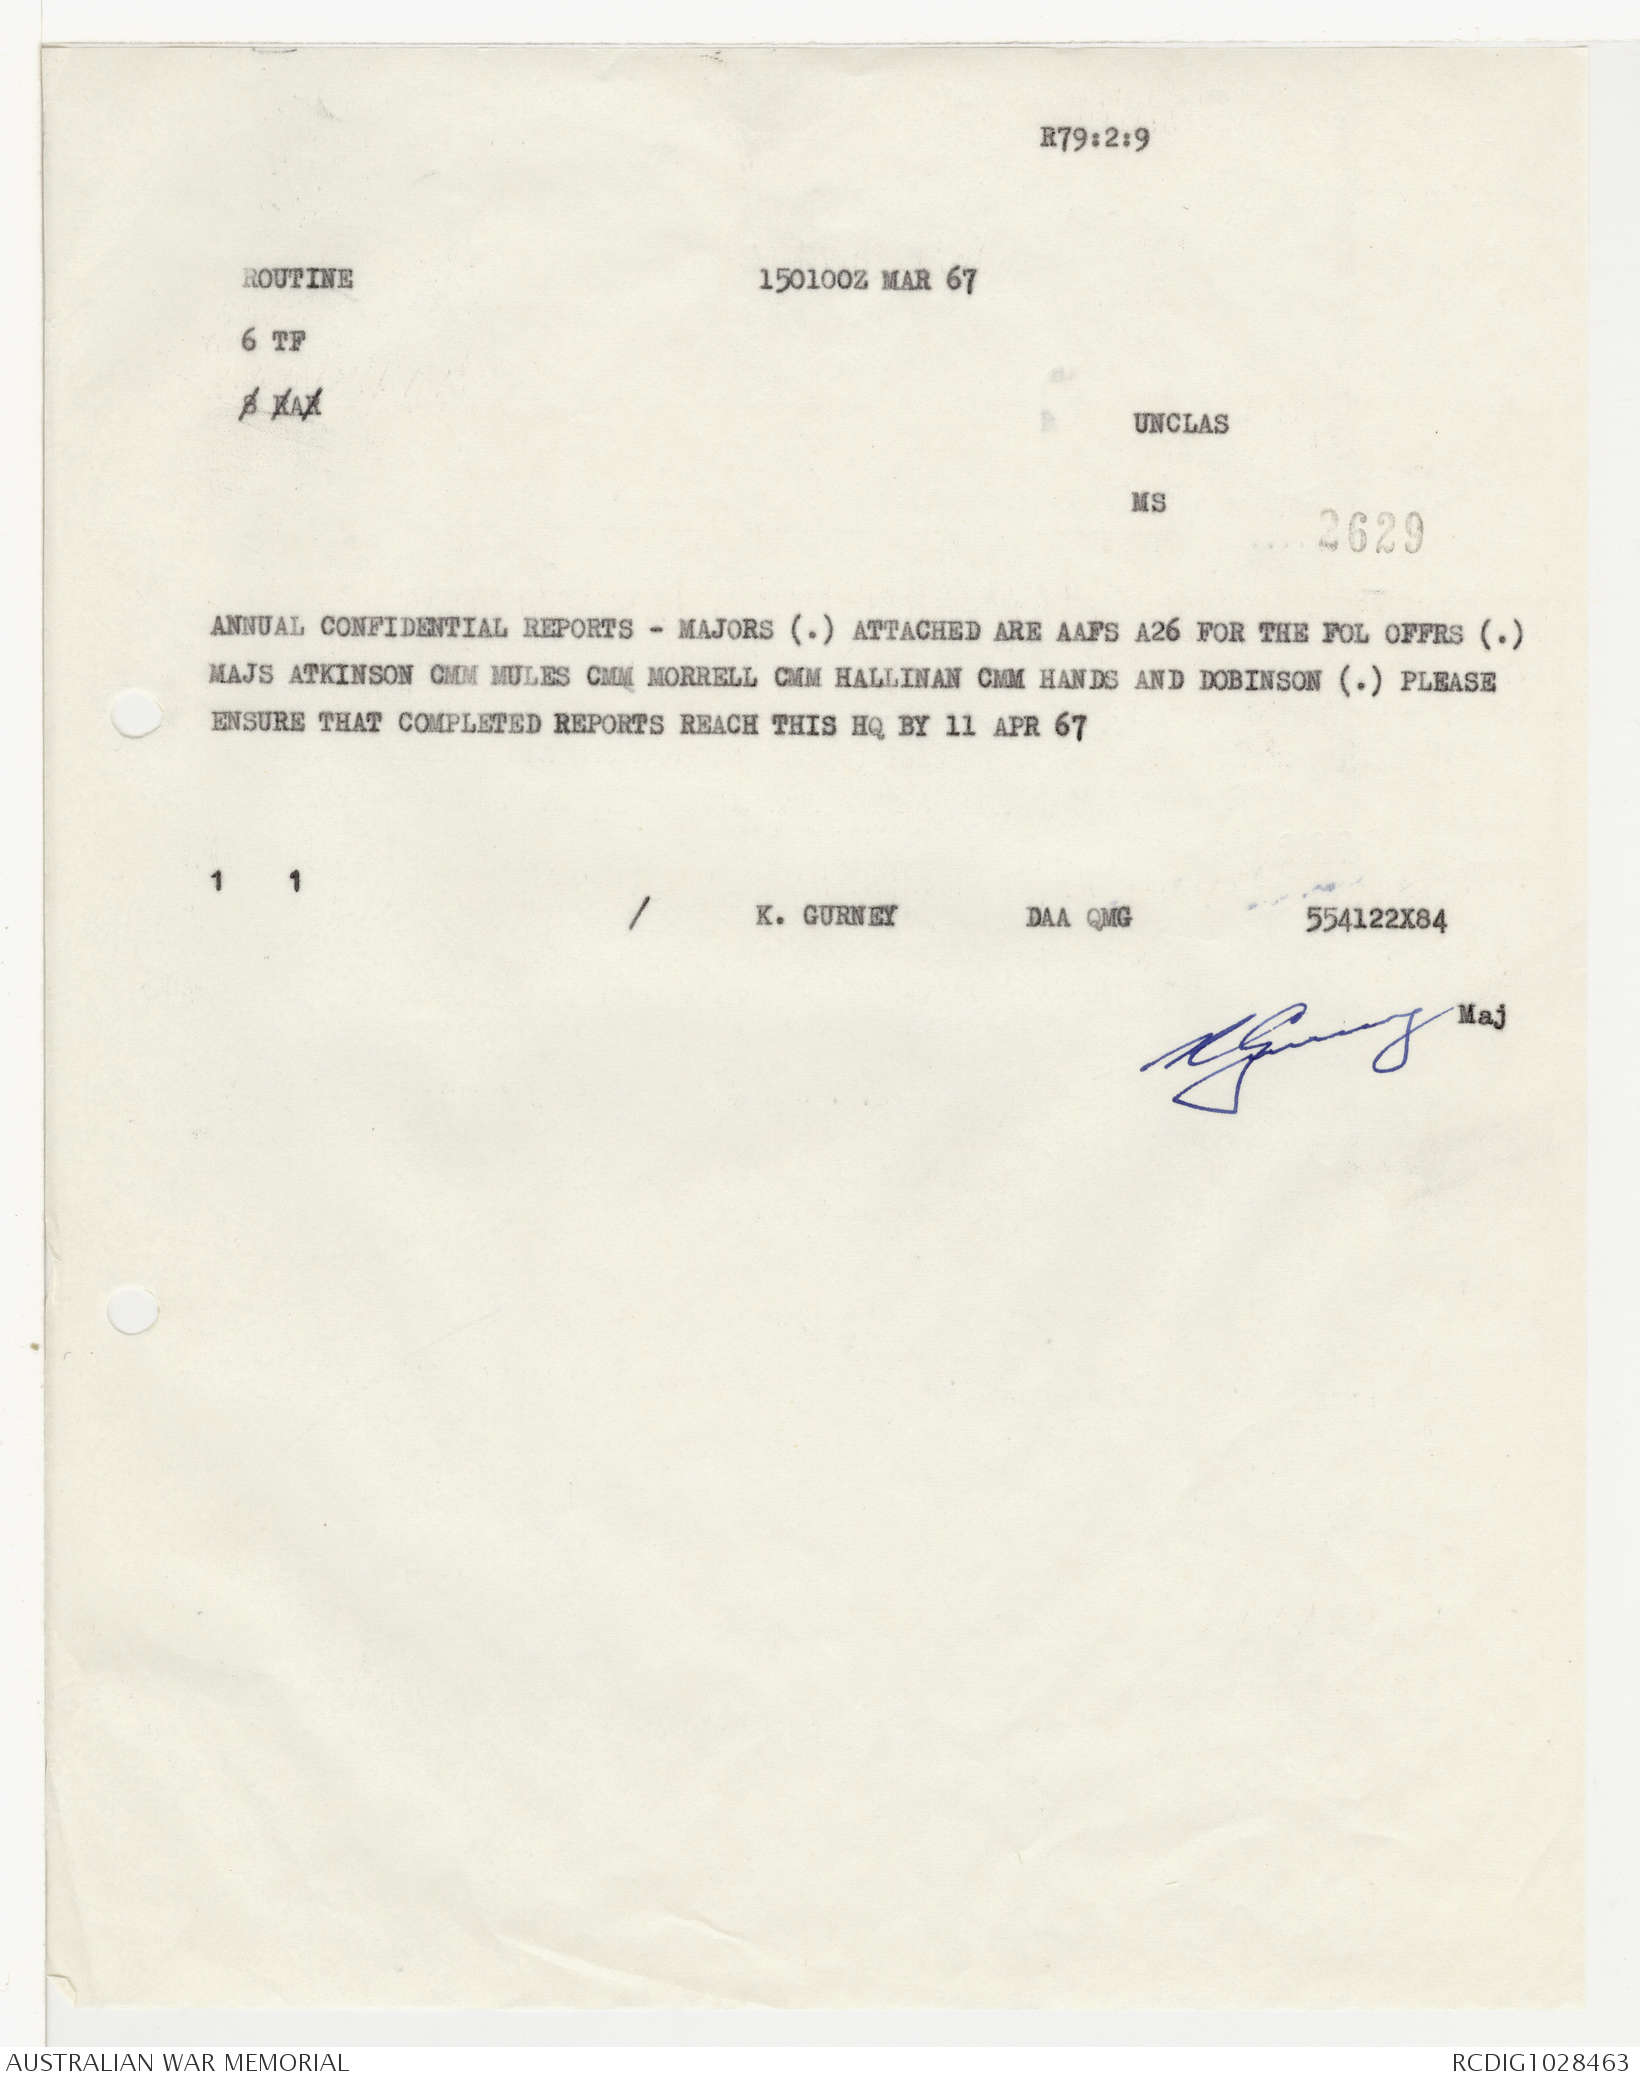 R79:2:9
ROUTINE 150100Z MAR 67
6 TF
8 RAR
UNCLAS
MS
2629
ANNUAL CONFIDENTIAL REPORTS - MAJORS (.) ATTACHED ARE AAFS A26 FOR THE FOL OFFRS (.)
MAJS ATKINSON CMM MULES CMM MORRELL CMM HALLINAN CMM HANDS AND DOBINSON (.) PLEASE
ENSURE THAT COMPLETED REPORTS REACH THIS HQ BY 11 APR 67
1 1
/ K. GURNEY DAA QMG 554122X84
KGurney Maj
AUSTRALIAN WAR MEMORIAL RCDIG1028463